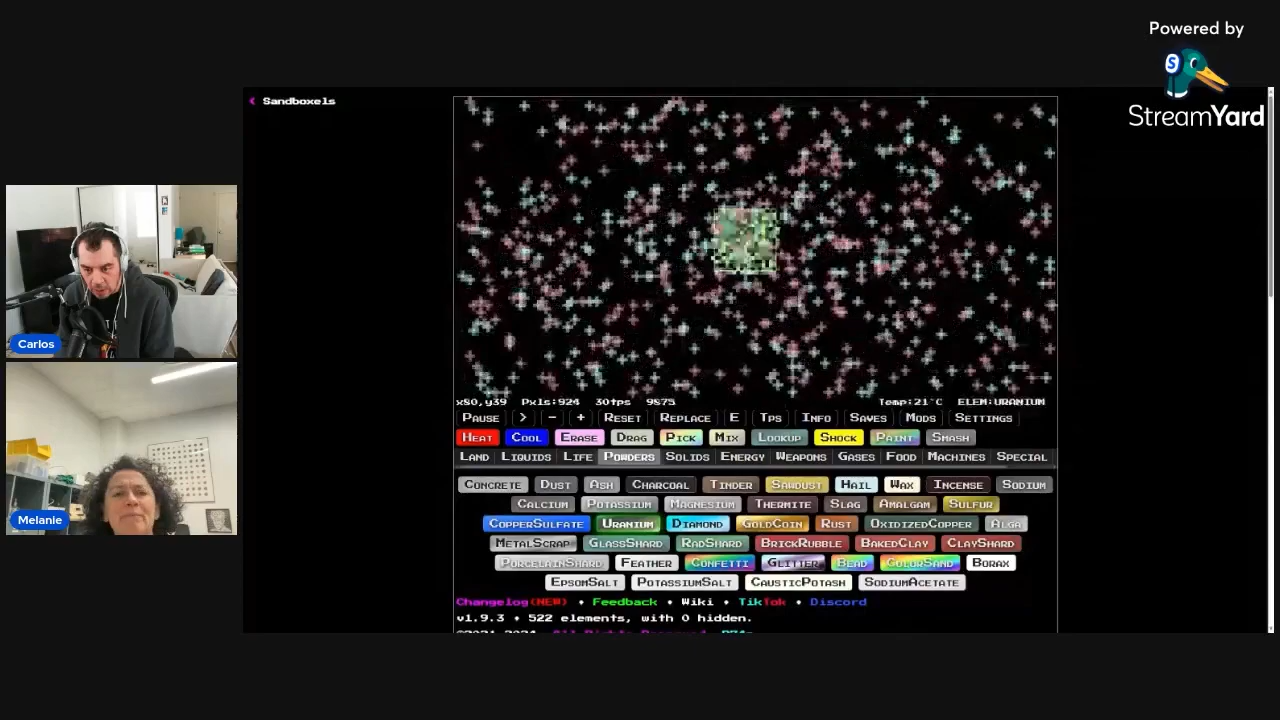 Powered by
StreamYard
Sandboxels
Carlos
Melanie
x80,y39 Pxls:924 30fps 9875 Temp:21°C ELEM:URANIUM
PAUSE > − + RESET REPLACE E TPS INFO SAVES MODS SETTINGS
HEAT COOL ERASE DRAG PICK MIX LOOKUP SHOCK PAINT SMASH
LAND LIQUIDS LIFE POWDERS SOLIDS ENERGY WEAPONS GASES FOOD MACHINES SPECIAL
CONCRETE DUST ASH CHARCOAL TINDER SAWDUST HAIL WAX INCENSE SODIUM
CALCIUM POTASSIUM MAGNESIUM THERMITE SLAG AMALGAM SULFUR
COPPERSULFATE URANIUM DIAMOND GOLDCOIN RUST OXIDIZEDCOPPER ALGA
METALSCRAP GLASSSHARD RADSHARD BRICKRUBBLE BAKEDCLAY CLAYSHARD
PORCELAINSHARD FEATHER CONFETTI GLITTER BEAD COLORSAND BORAX
EPSOMSALT POTASSIUMSALT CAUSTICPOTASH SODIUMACETATE
Changelog(NEW) • Feedback • Wiki • TikTok • Discord
v1.9.3 • 522 elements, with 0 hidden.